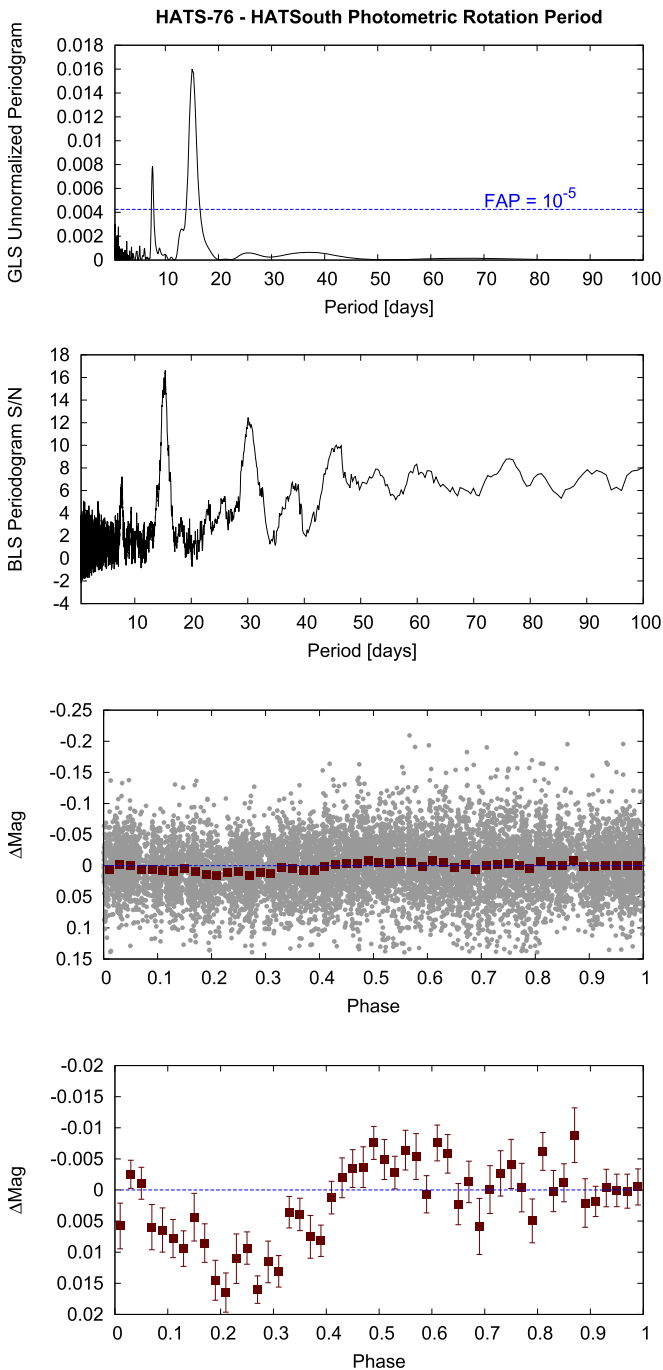 HATS-76 - HATSouth Photometric Rotation Period
GLS Unnormalized Periodgram
0.018
0.016
0.014
0.012
0.01
0.008
0.006
0.004
0.002
0
FAP = 10^-5
10 20 30 40 50 60 70 80 90 100
Period [days]
BLS Periodogram S/N
18
16
14
12
10
8
6
4
2
0
-2
-4
10 20 30 40 50 60 70 80 90 100
Period [days]
ΔMag
-0.25
-0.2
-0.15
-0.1
-0.05
0
0.05
0.1
0.15
0 0.1 0.2 0.3 0.4 0.5 0.6 0.7 0.8 0.9 1
Phase
ΔMag
-0.02
-0.015
-0.01
-0.005
0
0.005
0.01
0.015
0.02
0 0.1 0.2 0.3 0.4 0.5 0.6 0.7 0.8 0.9 1
Phase